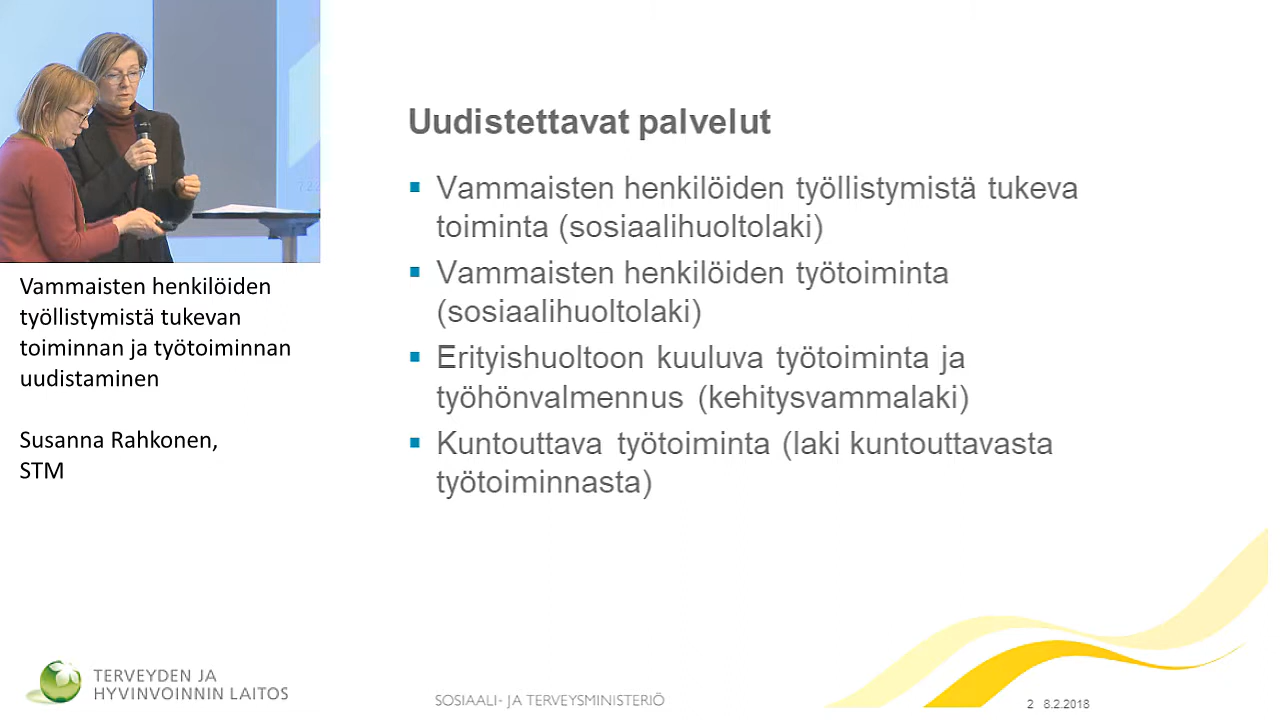 Uudistettavat palvelut
Vammaisten henkilöiden työllistymistä tukeva
toiminta (sosiaalihuoltolaki)
Vammaisten henkilöiden työtoiminta
(sosiaalihuoltolaki)
Erityishuoltoon kuuluva työtoiminta ja
työhönvalmennus (kehitysvammalaki)
Kuntouttava työtoiminta (laki kuntouttavasta
työtoiminnasta)
Vammaisten henkilöiden
työllistymistä tukevan
toiminnan ja työtoiminnan
uudistaminen
Susanna Rahkonen,
STM
TERVEYDEN JA
HYVINVOINNIN LAITOS
SOSIAALI- JA TERVEYSMINISTERIÖ
2 8.2.2018